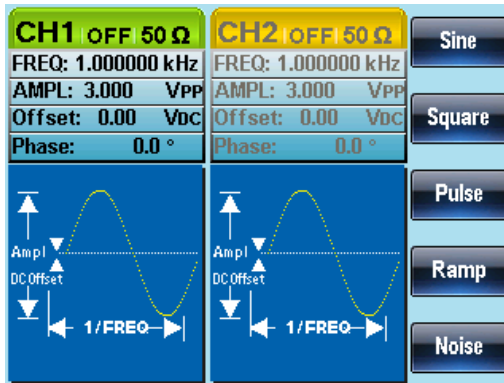 CH1 OFF 50 Ω
FREQ: 1.000000 kHz
AMPL: 3.000 VPP
Offset: 0.00 VDC
Phase: 0.0 °
Ampl
DC Offset
1/FREQ
CH2 OFF 50 Ω
FREQ: 1.000000 kHz
AMPL: 3.000 VPP
Offset: 0.00 VDC
Phase: 0.0 °
Ampl
DC Offset
1/FREQ
Sine
Square
Pulse
Ramp
Noise